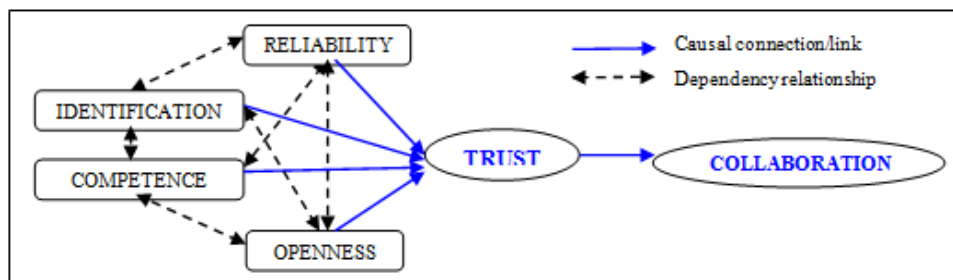 RELIABILITY
Causal connection/link
Dependency relationship
IDENTIFICATION
TRUST
COLLABORATION
COMPETENCE
OPENNESS